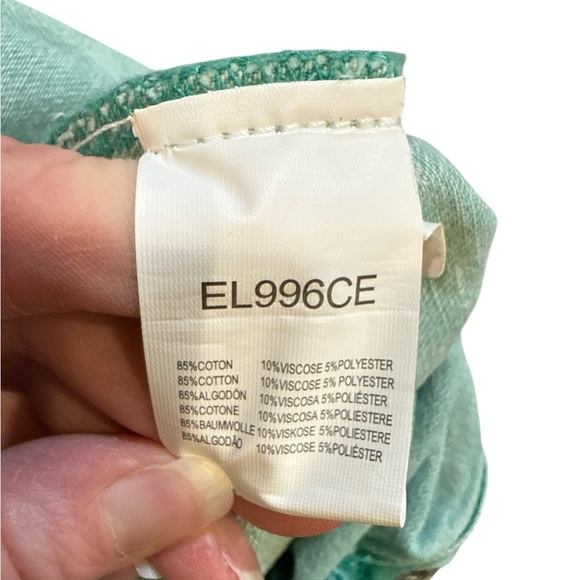 EL996CE
85%COTON 10%VISCOSE 5%POLYESTER
85%COTTON 10%VISCOSE 5%POLYESTER
85%ALGODÓN 10%VISCOSA 5%POLIÉSTER
85%COTONE 10%VISCOSA 5%POLIESTERE
85%BAUMWOLLE 10%VISKOSE 5%POLIESTERE
85%ALGODÃO 10%VISCOSE 5%POLIÉSTER